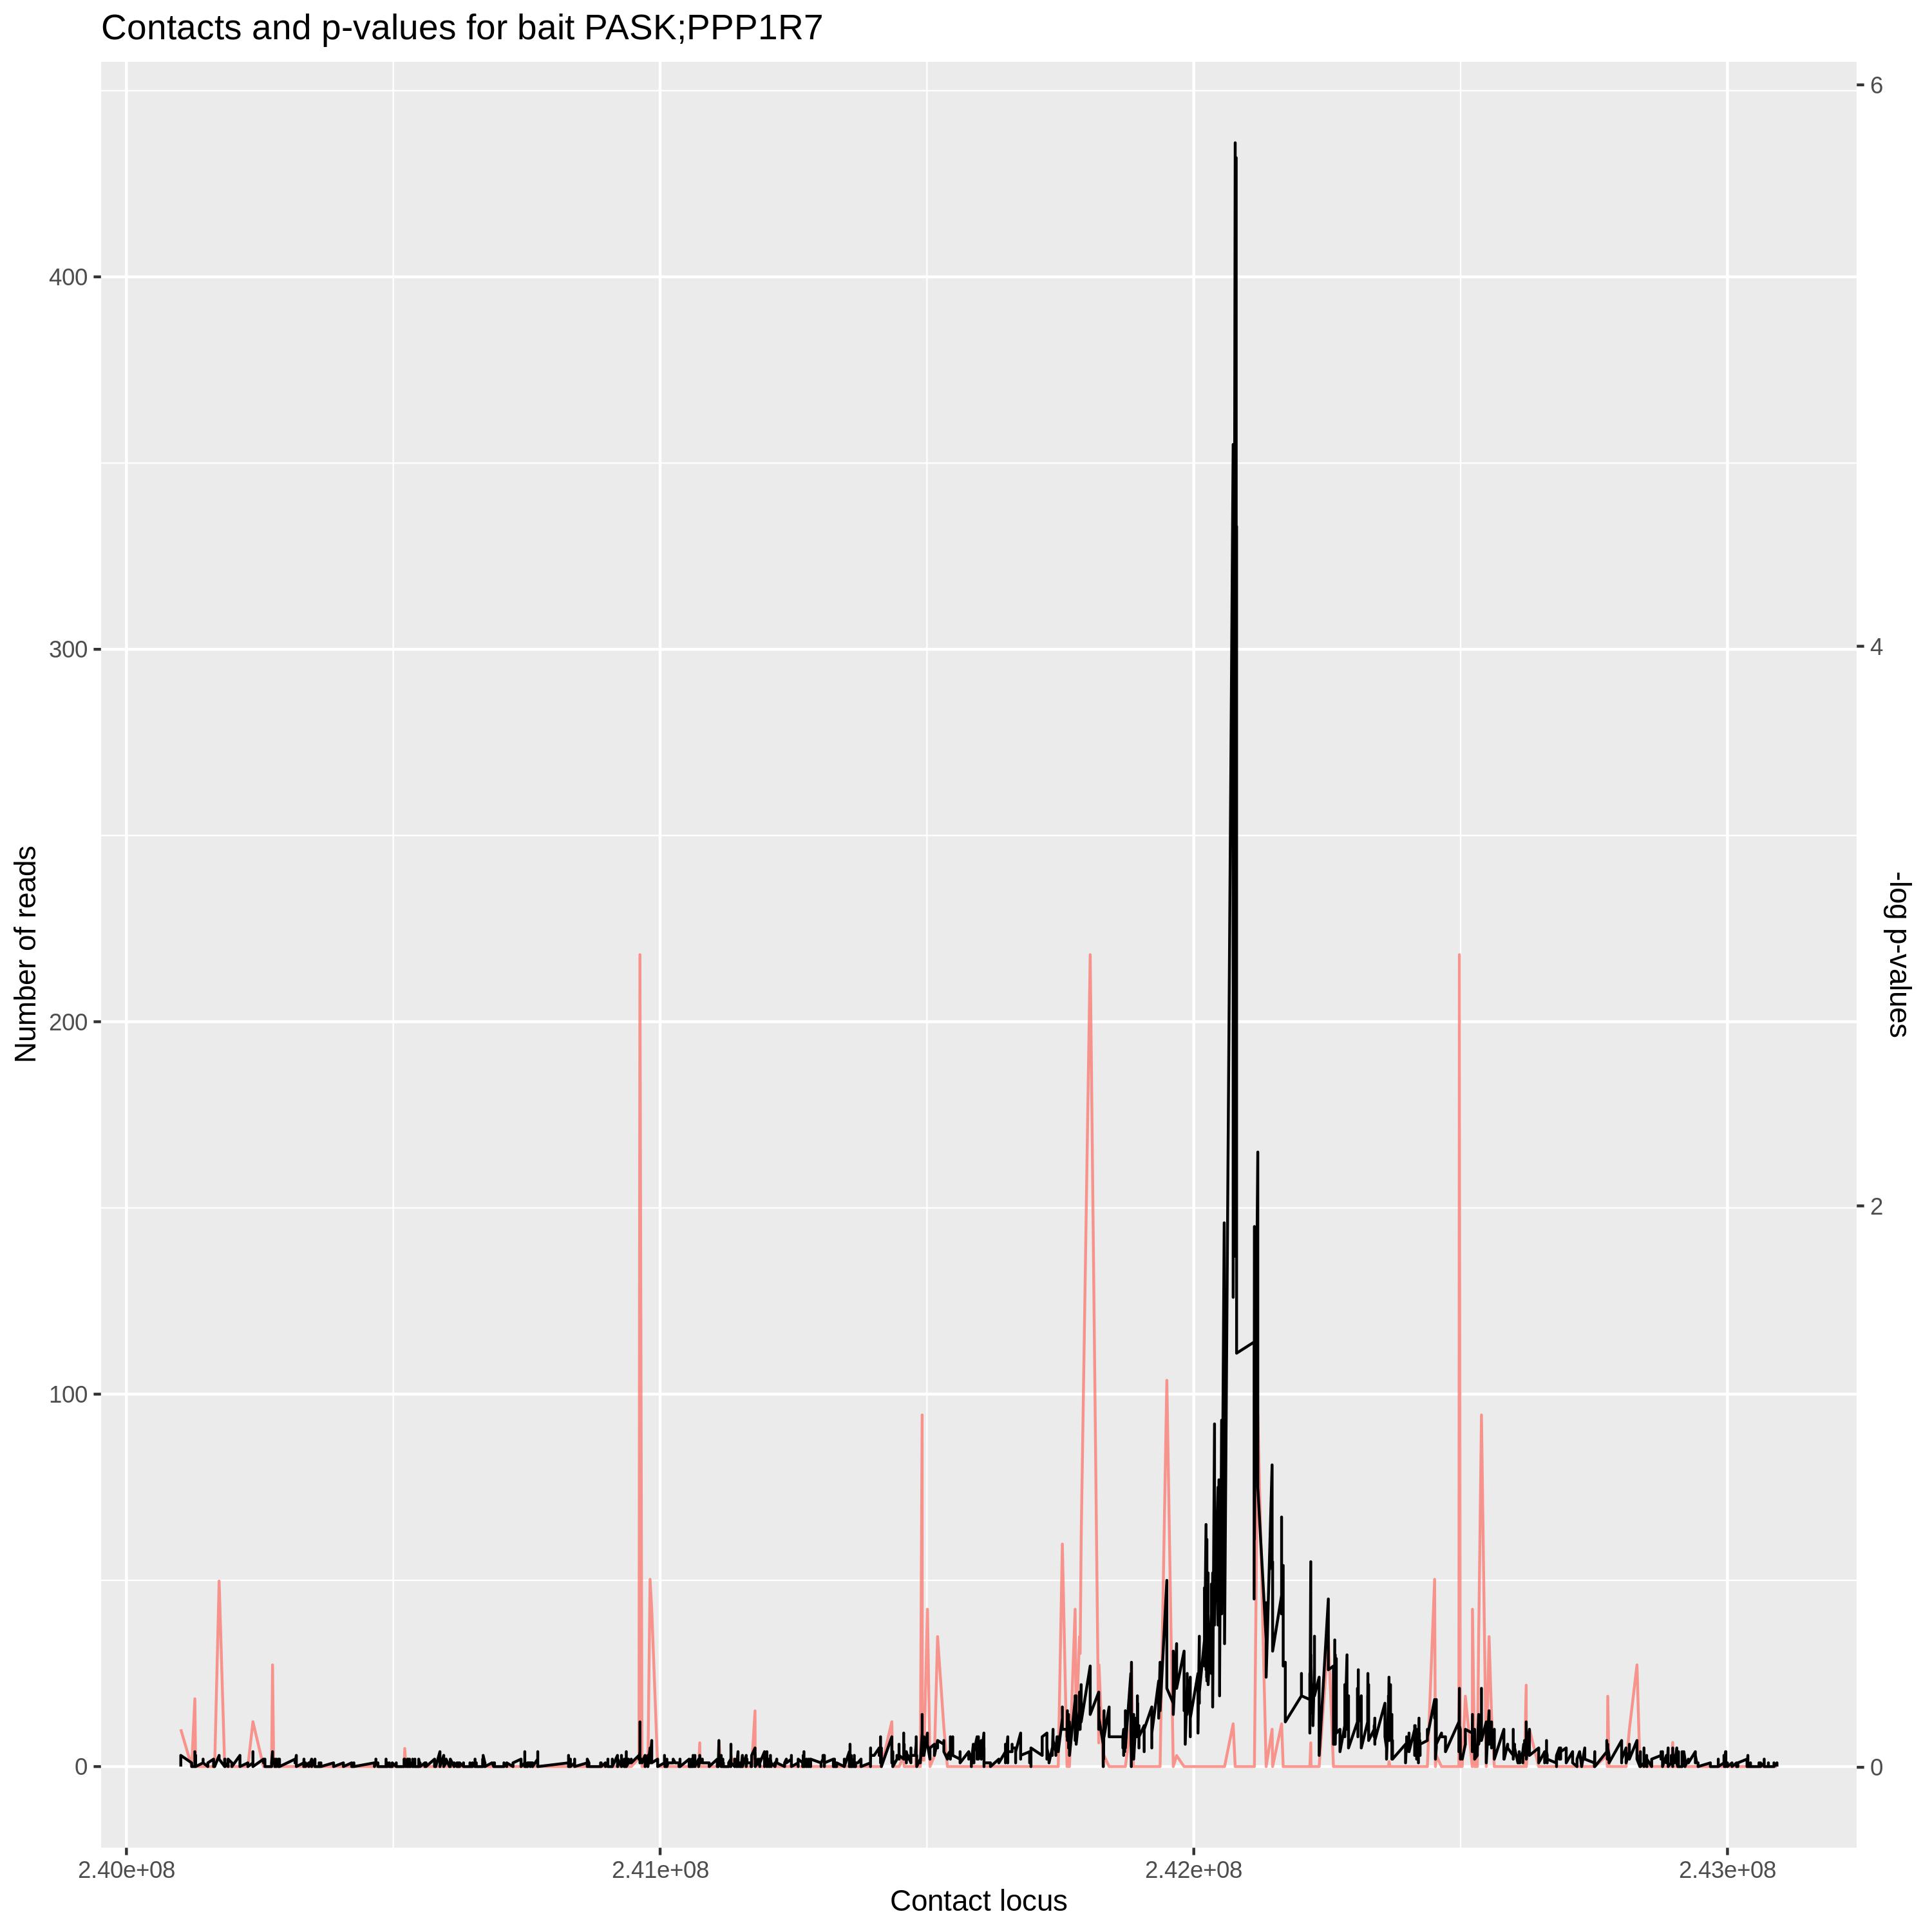 Contacts and p-values for bait PASK;PPP1R7
6
400
4
300
Number of reads
-log p-values
200
2
100
0
0
2.40e+08
2.41e+08
2.42e+08
2.43e+08
Contact locus